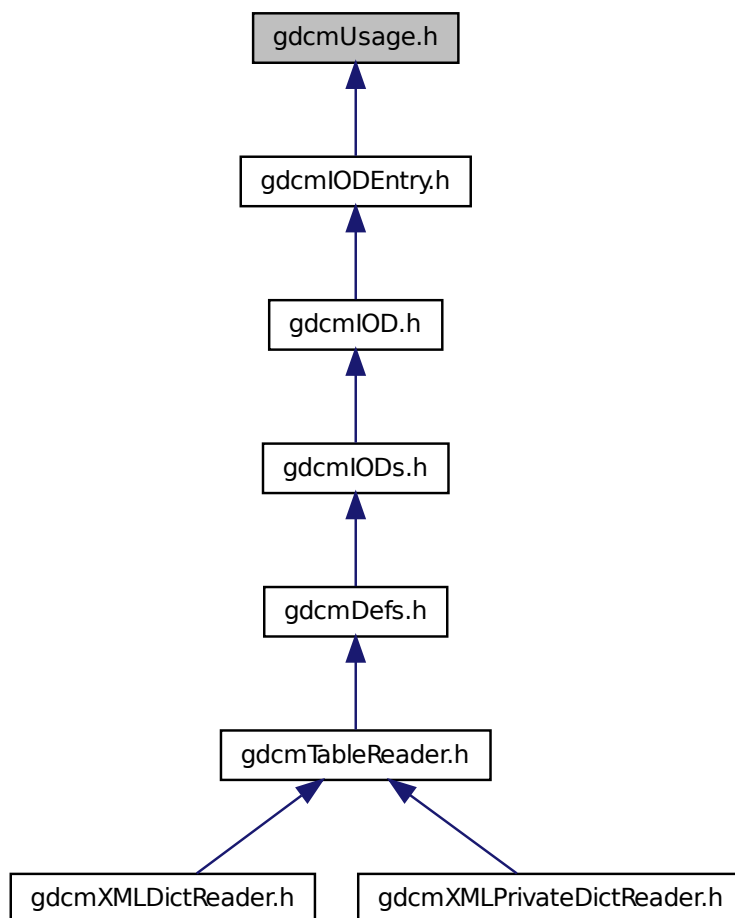 gdcmUsage.h
gdcmIODEntry.h
gdcmIOD.h
gdcmIODs.h
gdcmDefs.h
gdcmTableReader.h
gdcmXMLDictReader.h
gdcmXMLPrivateDictReader.h